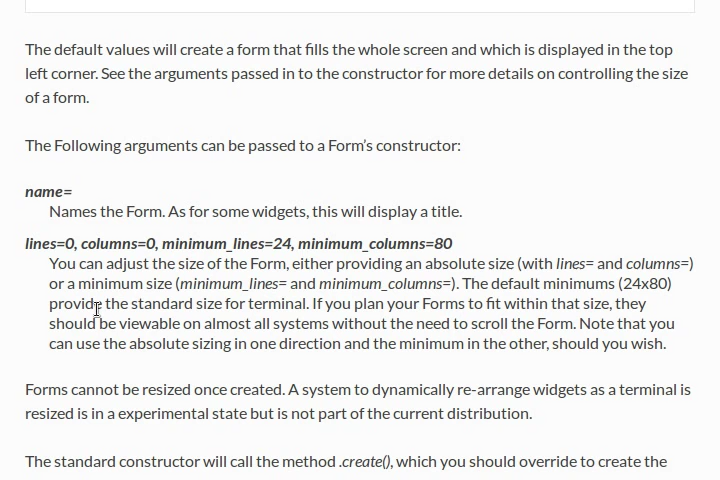 The default values will create a form that fills the whole screen and which is displayed in the top
left corner. See the arguments passed in to the constructor for more details on controlling the size
of a form.
The Following arguments can be passed to a Form's constructor:
name=
Names the Form. As for some widgets, this will display a title.
lines=0, columns=0, minimum_lines=24, minimum_columns=80
You can adjust the size of the Form, either providing an absolute size (with lines= and columns=)
or a minimum size (minimum_lines= and minimum_columns=). The default minimums (24x80)
provide the standard size for terminal. If you plan your Forms to fit within that size, they
should be viewable on almost all systems without the need to scroll the Form. Note that you
can use the absolute sizing in one direction and the minimum in the other, should you wish.
Forms cannot be resized once created. A system to dynamically re-arrange widgets as a terminal is
resized is in a experimental state but is not part of the current distribution.
The standard constructor will call the method .create(), which you should override to create the